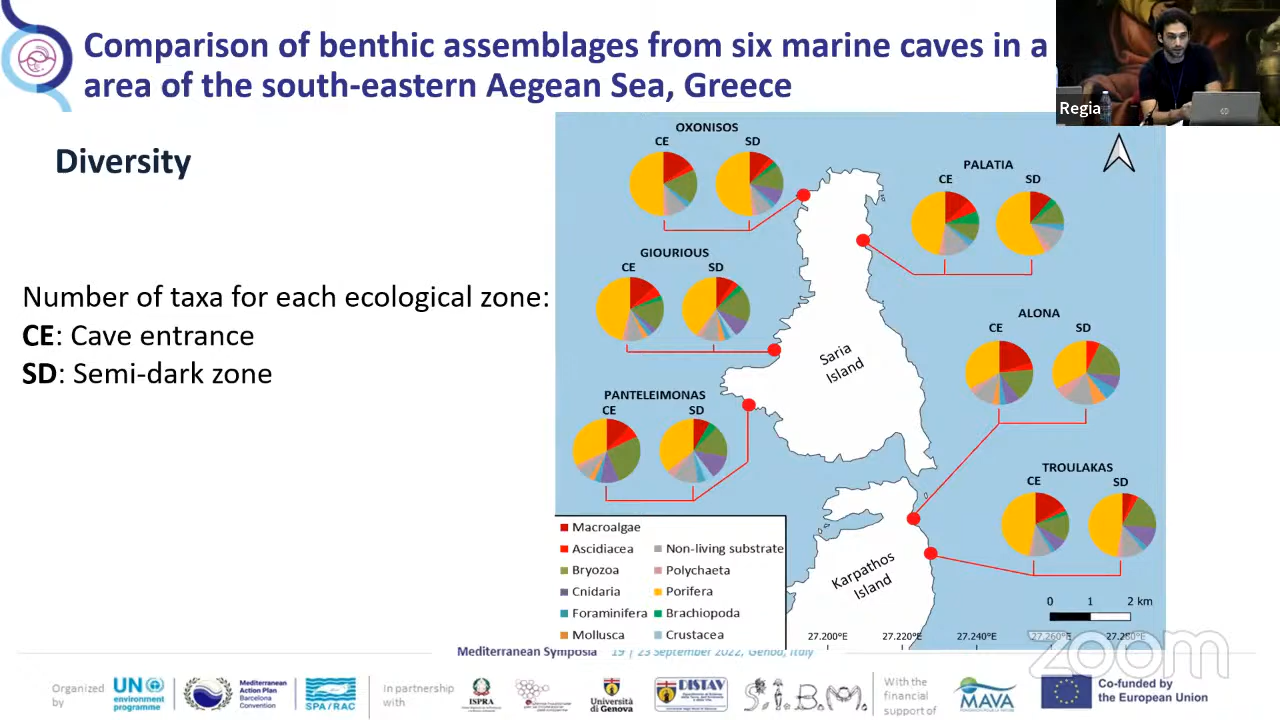 Comparison of benthic assemblages from six marine caves in a
area of the south-eastern Aegean Sea, Greece
Regia
Diversity
Number of taxa for each ecological zone:
CE: Cave entrance
SD: Semi-dark zone
OXONISOS
CE SD
PALATIA
CE SD
GIOURIOUS
CE SD
ALONA
CE SD
PANTELEIMONAS
CE SD
TROULAKAS
CE SD
Saria
Island
Karpathos
Island
Macroalgae
Ascidiacea Non-living substrate
Bryozoa Polychaeta
Cnidaria Porifera
Foraminifera Brachiopoda
Mollusca Crustacea
0 1 2 km
27.200°E 27.220°E 27.240°E 27.260°E 27.280°E
Mediterranean Symposia 19 | 23 September 2022, Genoa, Italy
zoom
Organized
by
UN
environment
programme
Mediterranean
Action Plan
Barcelona
Convention
SPA/RAC
In partnership
with
ISPRA
Università
di Genova
DISTAV
S.I.B.M.
With the
financial
support of
MAVA
Co-funded by
the European Union